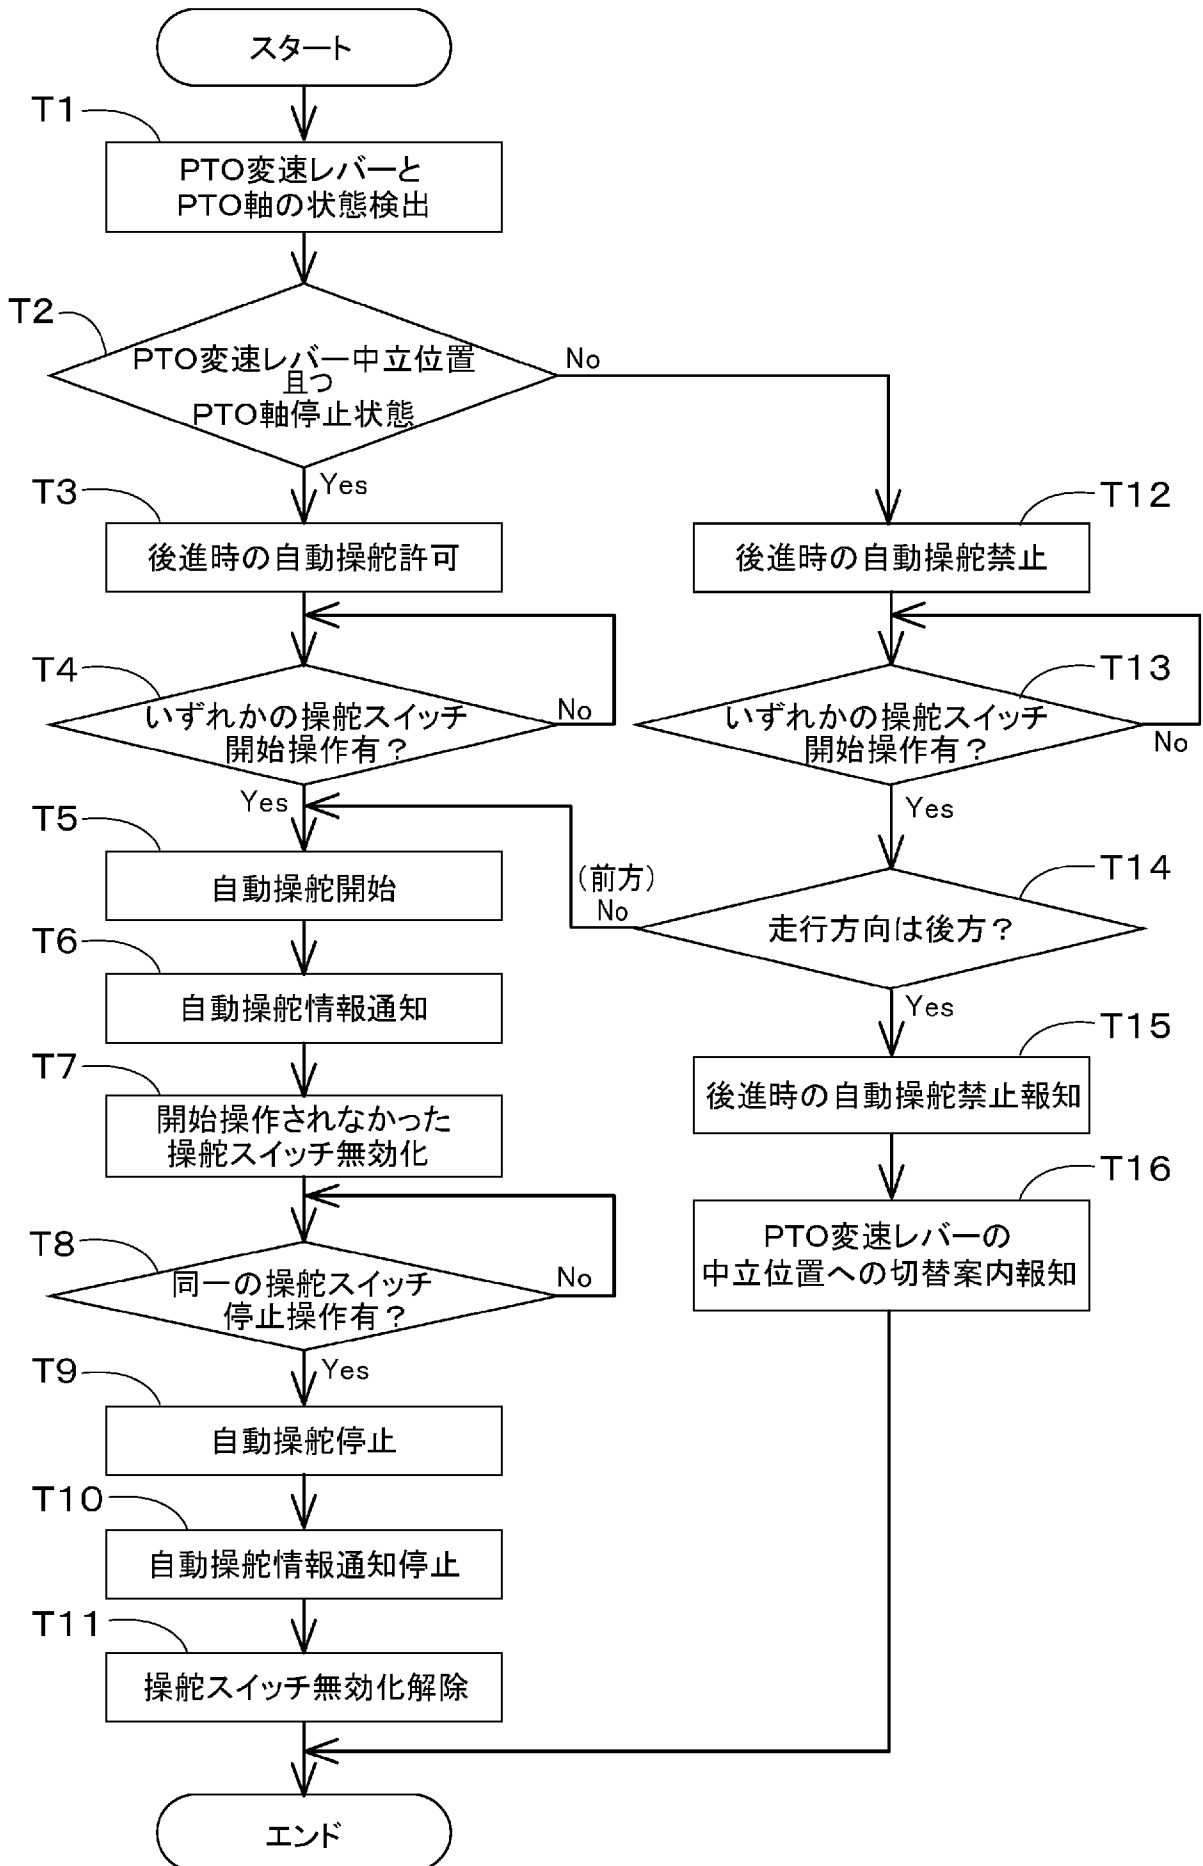 スタート
T1
PTO変速レバーと
PTO軸の状態検出
T2
PTO変速レバー中立位置
且つ
PTO軸停止状態
No
Yes
T3
後進時の自動操舵許可
T12
後進時の自動操舵禁止
T4
いずれかの操舵スイッチ
開始操作有？
No
Yes
T13
いずれかの操舵スイッチ
開始操作有？
No
Yes
T5
自動操舵開始
(前方)
No
T14
走行方向は後方？
Yes
T6
自動操舵情報通知
T15
後進時の自動操舵禁止報知
T7
開始操作されなかった
操舵スイッチ無効化
T16
PTO変速レバーの
中立位置への切替案内報知
T8
同一の操舵スイッチ
停止操作有？
No
Yes
T9
自動操舵停止
T10
自動操舵情報通知停止
T11
操舵スイッチ無効化解除
エンド